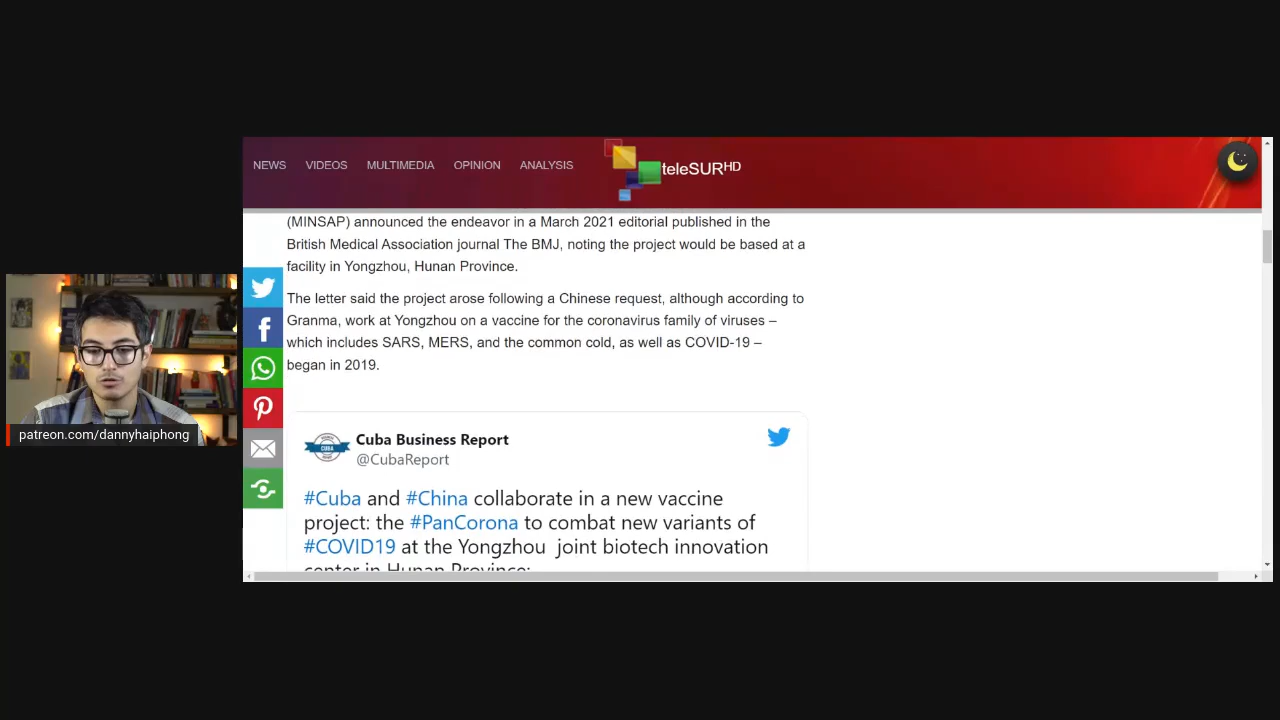 NEWS VIDEOS MULTIMEDIA OPINION ANALYSIS
teleSURHD
(MINSAP) announced the endeavor in a March 2021 editorial published in the
British Medical Association journal The BMJ, noting the project would be based at a
facility in Yongzhou, Hunan Province.
The letter said the project arose following a Chinese request, although according to
Granma, work at Yongzhou on a vaccine for the coronavirus family of viruses –
which includes SARS, MERS, and the common cold, as well as COVID-19 –
began in 2019.
patreon.com/dannyhaiphong
CUBA
Cuba Business Report
@CubaReport
#Cuba and #China collaborate in a new vaccine
project: the #PanCorona to combat new variants of
#COVID19 at the Yongzhou joint biotech innovation
center in Hunan Province: